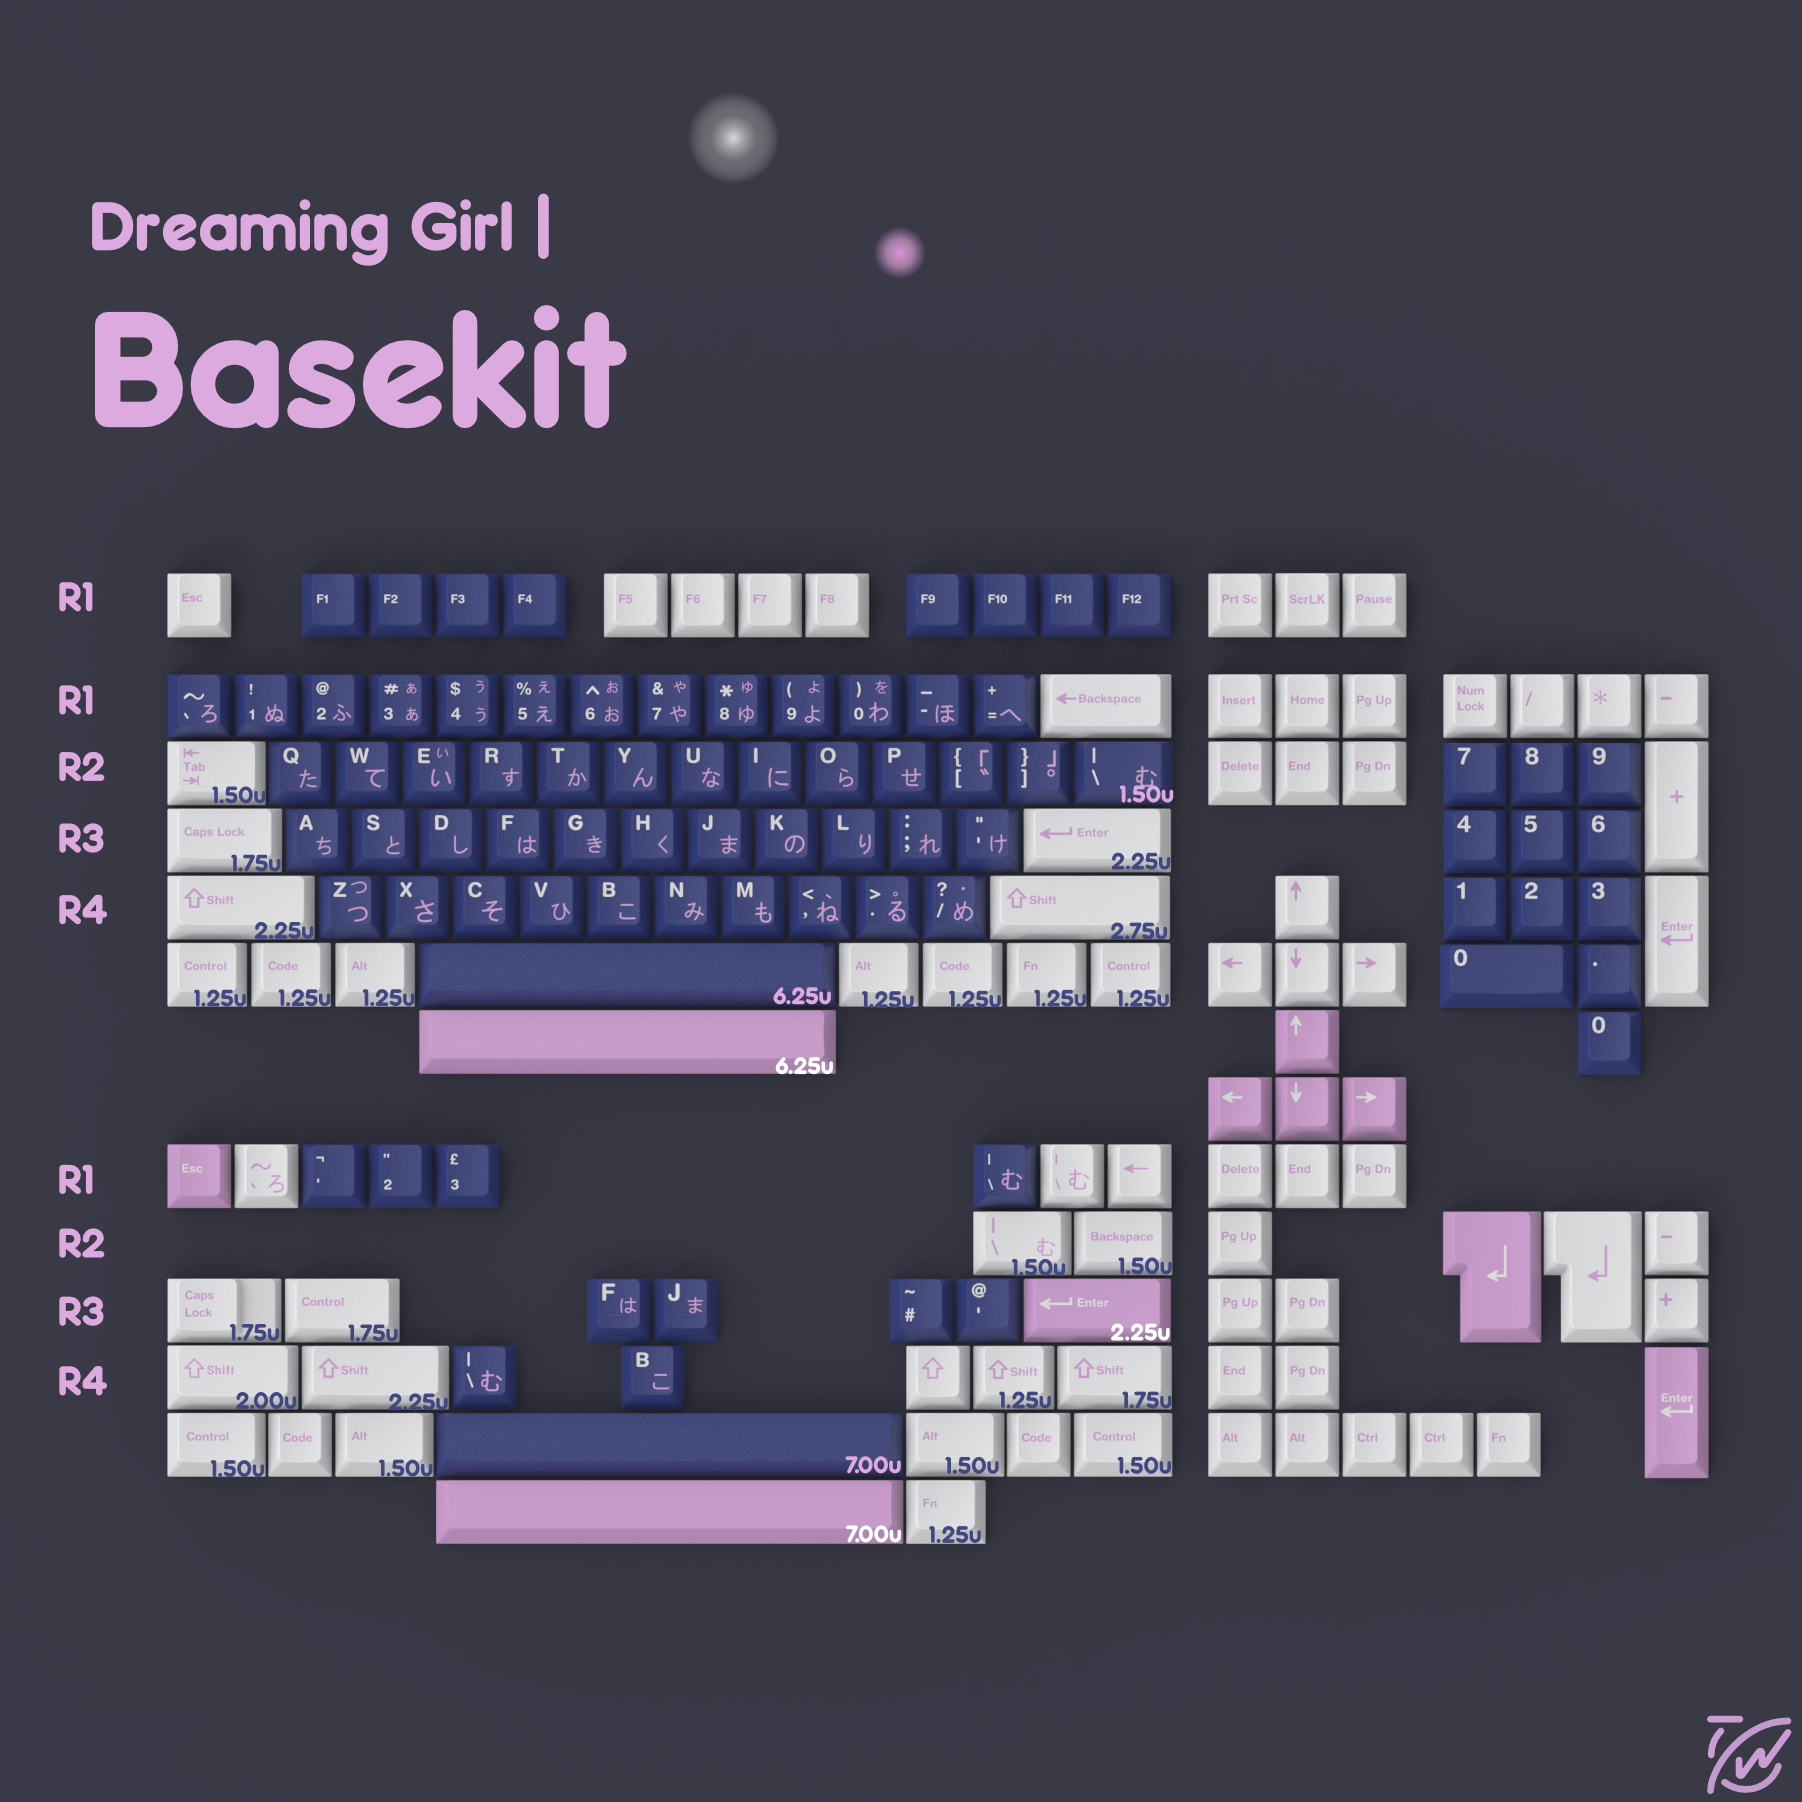 Dreaming Girl |
Basekit
R1 Esc F1 F2 F3 F4 F5 F6 F7 F8 F9 F10 F11 F12 Prt Sc ScrLK Pause
R1 ~ ` ろ ! 1 ぬ @ 2 ふ # ぁ 3 あ $ ぅ 4 う % ぇ 5 え ^ ぉ 6 お & ゃ 7 や * ゅ 8 ゆ ( ょ 9 よ ) を 0 わ _ - ほ + = へ ← Backspace Insert Home Pg Up Num Lock / * -
R2 Tab 1.50u Q た W て E ぃ い R す T か Y ん U な I に O ら P せ { 「 [ ゛ } 」 ] ゜ | \ む 1.50u Delete End Pg Dn 7 8 9 +
R3 Caps Lock 1.75u A ち S と D し F は G き H く J ま K の L り : ; れ " ' け Enter 2.25u 4 5 6
R4 Shift 2.25u Z っ つ X さ C そ V ひ B こ N み M も < 、 , ね > 。 . る ? ・ / め Shift 2.75u ↑ 1 2 3 Enter
Control 1.25u Code 1.25u Alt 1.25u 6.25u Alt 1.25u Code 1.25u Fn 1.25u Control 1.25u ← ↓ → 0 .
6.25u ↑ 0
← ↓ →
R1 Esc ~ ` ろ ¬ ' " 2 £ 3 | \ む | \ む ← Delete End Pg Dn
R2 | \ む 1.50u Backspace 1.50u Pg Up -
R3 Caps Lock 1.75u Control 1.75u F は J ま ~ # @ ' Enter 2.25u Pg Up Pg Dn +
R4 Shift 2.00u Shift 2.25u | \ む B こ Shift 1.25u Shift 1.75u End Pg Dn Enter
Control 1.50u Code Alt 1.50u 7.00u Alt 1.50u Code Control 1.50u Alt Alt Ctrl Ctrl Fn
7.00u Fn 1.25u